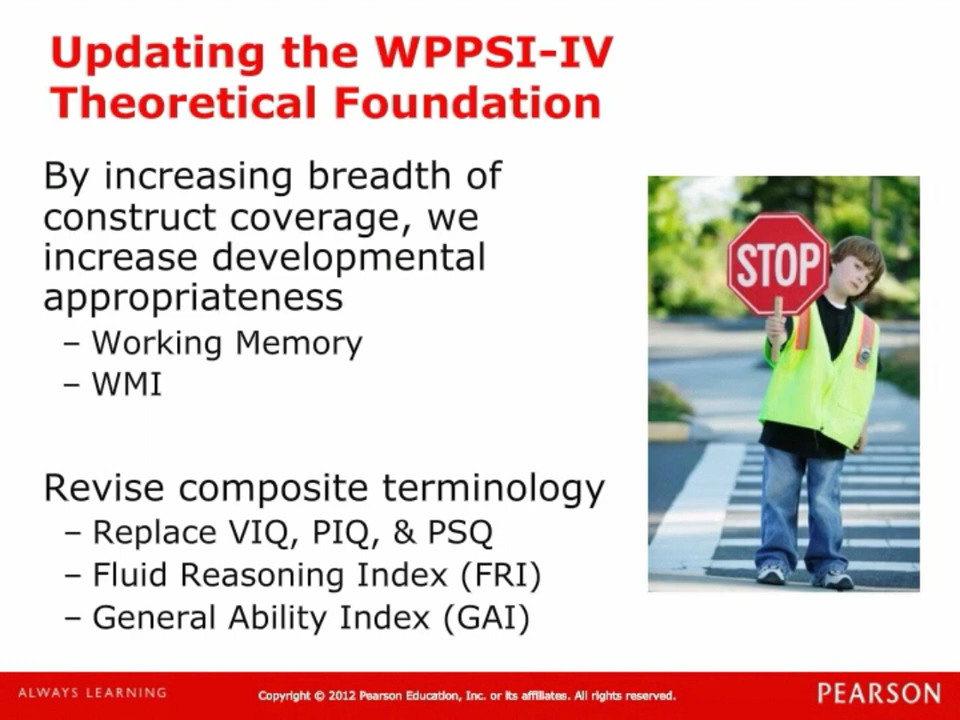 Updating the WPPSI-IV
Theoretical Foundation
By increasing breadth of
construct coverage, we
increase developmental
appropriateness
– Working Memory
– WMI
STOP
Revise composite terminology
– Replace VIQ, PIQ, & PSQ
– Fluid Reasoning Index (FRI)
– General Ability Index (GAI)
ALWAYS LEARNING
Copyright © 2012 Pearson Education, Inc. or its affiliates. All rights reserved.
PEARSON